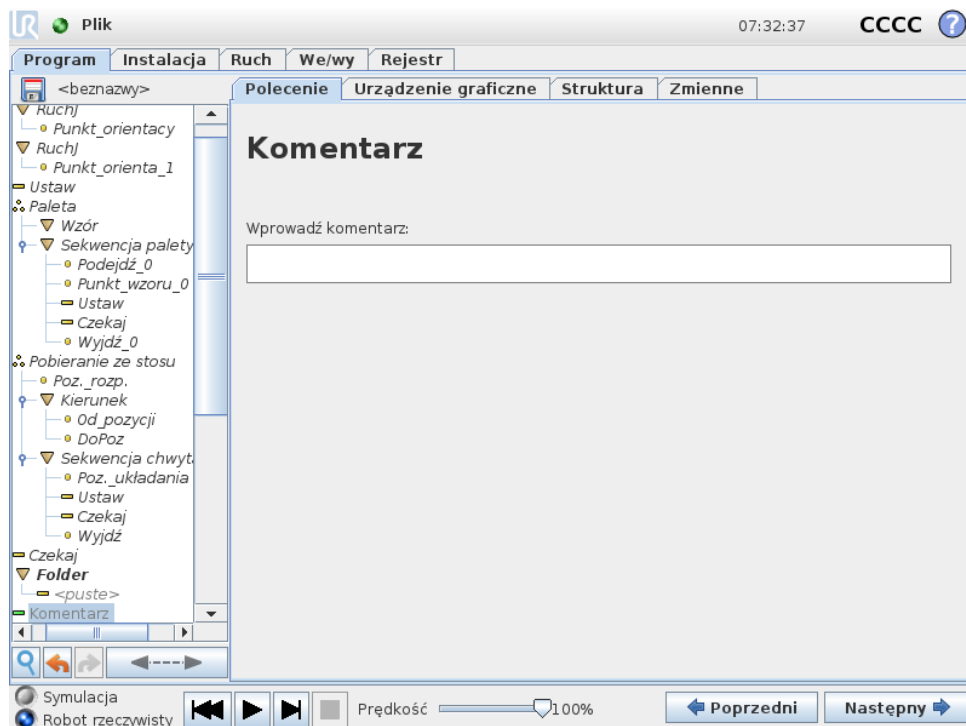 Plik 07:32:37 CCCC ?
Program Instalacja Ruch We/wy Rejestr
<beznazwy> Polecenie Urządzenie graficzne Struktura Zmienne
RuchJ
Punkt_orientacy
RuchJ
Punkt_orienta_1
Ustaw
Paleta
Wzór
Sekwencja palety
Podejdź_0
Punkt_wzoru_0
Ustaw
Czekaj
Wyjdź_0
Pobieranie ze stosu
Poz._rozp.
Kierunek
Od_pozycji
DoPoz
Sekwencja chwyta
Poz._układania
Ustaw
Czekaj
Wyjdź
Czekaj
Folder
<puste>
Komentarz
Komentarz
Wprowadź komentarz:
Symulacja
Robot rzeczywisty
Prędkość 100%
Poprzedni Następny